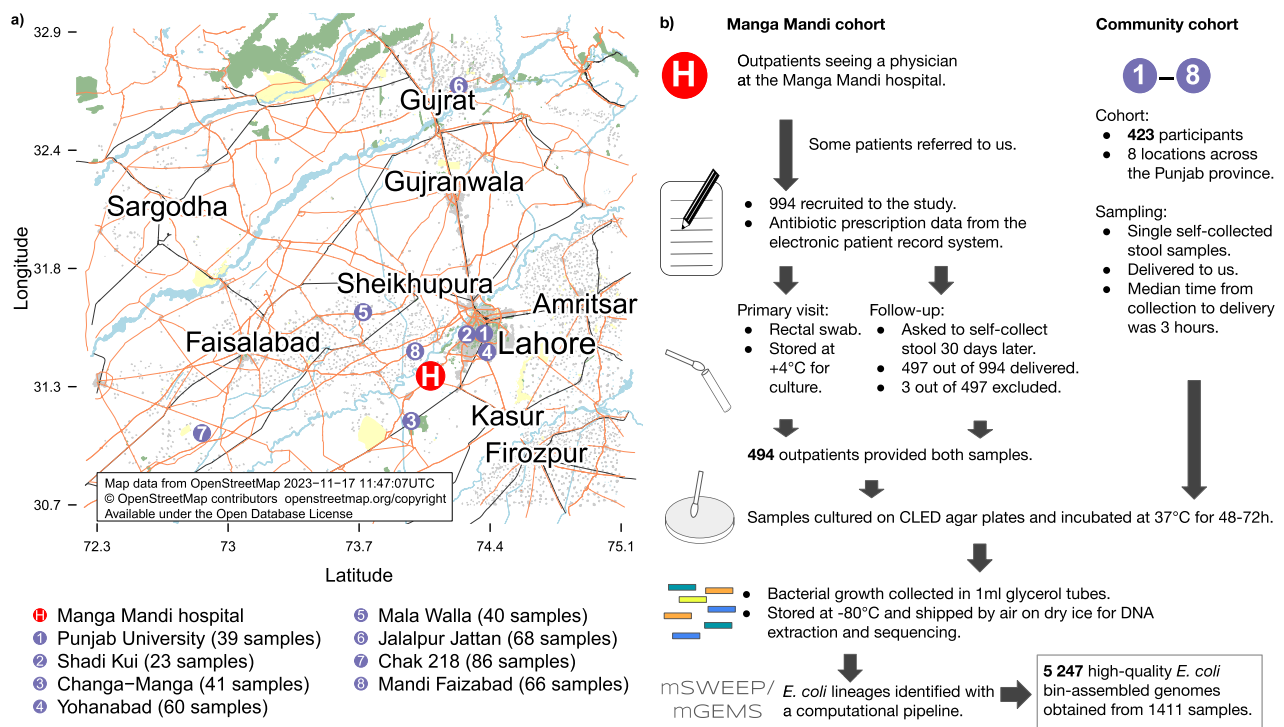 a)
32.9
32.4
31.8
31.3
30.7
Longitude
Gujrat
Gujranwala
Sargodha
Sheikhupura
Amritsar
Faisalabad
Lahore
Kasur
Firozpur
6
5
2
1
4
8
H
3
7
Map data from OpenStreetMap 2023−11−17 11:47:07UTC
© OpenStreetMap contributors openstreetmap.org/copyright
Available under the Open Database License
72.3
73
73.7
74.4
75.1
Latitude
H Manga Mandi hospital
1 Punjab University (39 samples)
2 Shadi Kui (23 samples)
3 Changa−Manga (41 samples)
4 Yohanabad (60 samples)
5 Mala Walla (40 samples)
6 Jalalpur Jattan (68 samples)
7 Chak 218 (86 samples)
8 Mandi Faizabad (66 samples)
b)
Manga Mandi cohort
H
Outpatients seeing a physician
at the Manga Mandi hospital.
Some patients referred to us.
● 994 recruited to the study.
● Antibiotic prescription data from the
electronic patient record system.
Primary visit:
● Rectal swab.
● Stored at
+4°C for
culture.
Follow-up:
● Asked to self-collect
stool 30 days later.
● 497 out of 994 delivered.
● 3 out of 497 excluded.
494 outpatients provided both samples.
Community cohort
1 – 8
Cohort:
● 423 participants
● 8 locations across
the Punjab province.
Sampling:
● Single self-collected
stool samples.
● Delivered to us.
● Median time from
collection to delivery
was 3 hours.
Samples cultured on CLED agar plates and incubated at 37°C for 48-72h.
● Bacterial growth collected in 1ml glycerol tubes.
● Stored at -80°C and shipped by air on dry ice for DNA
extraction and sequencing.
mSWEEP/
mGEMS
E. coli lineages identified with
a computational pipeline.
5 247 high-quality E. coli
bin-assembled genomes
obtained from 1411 samples.